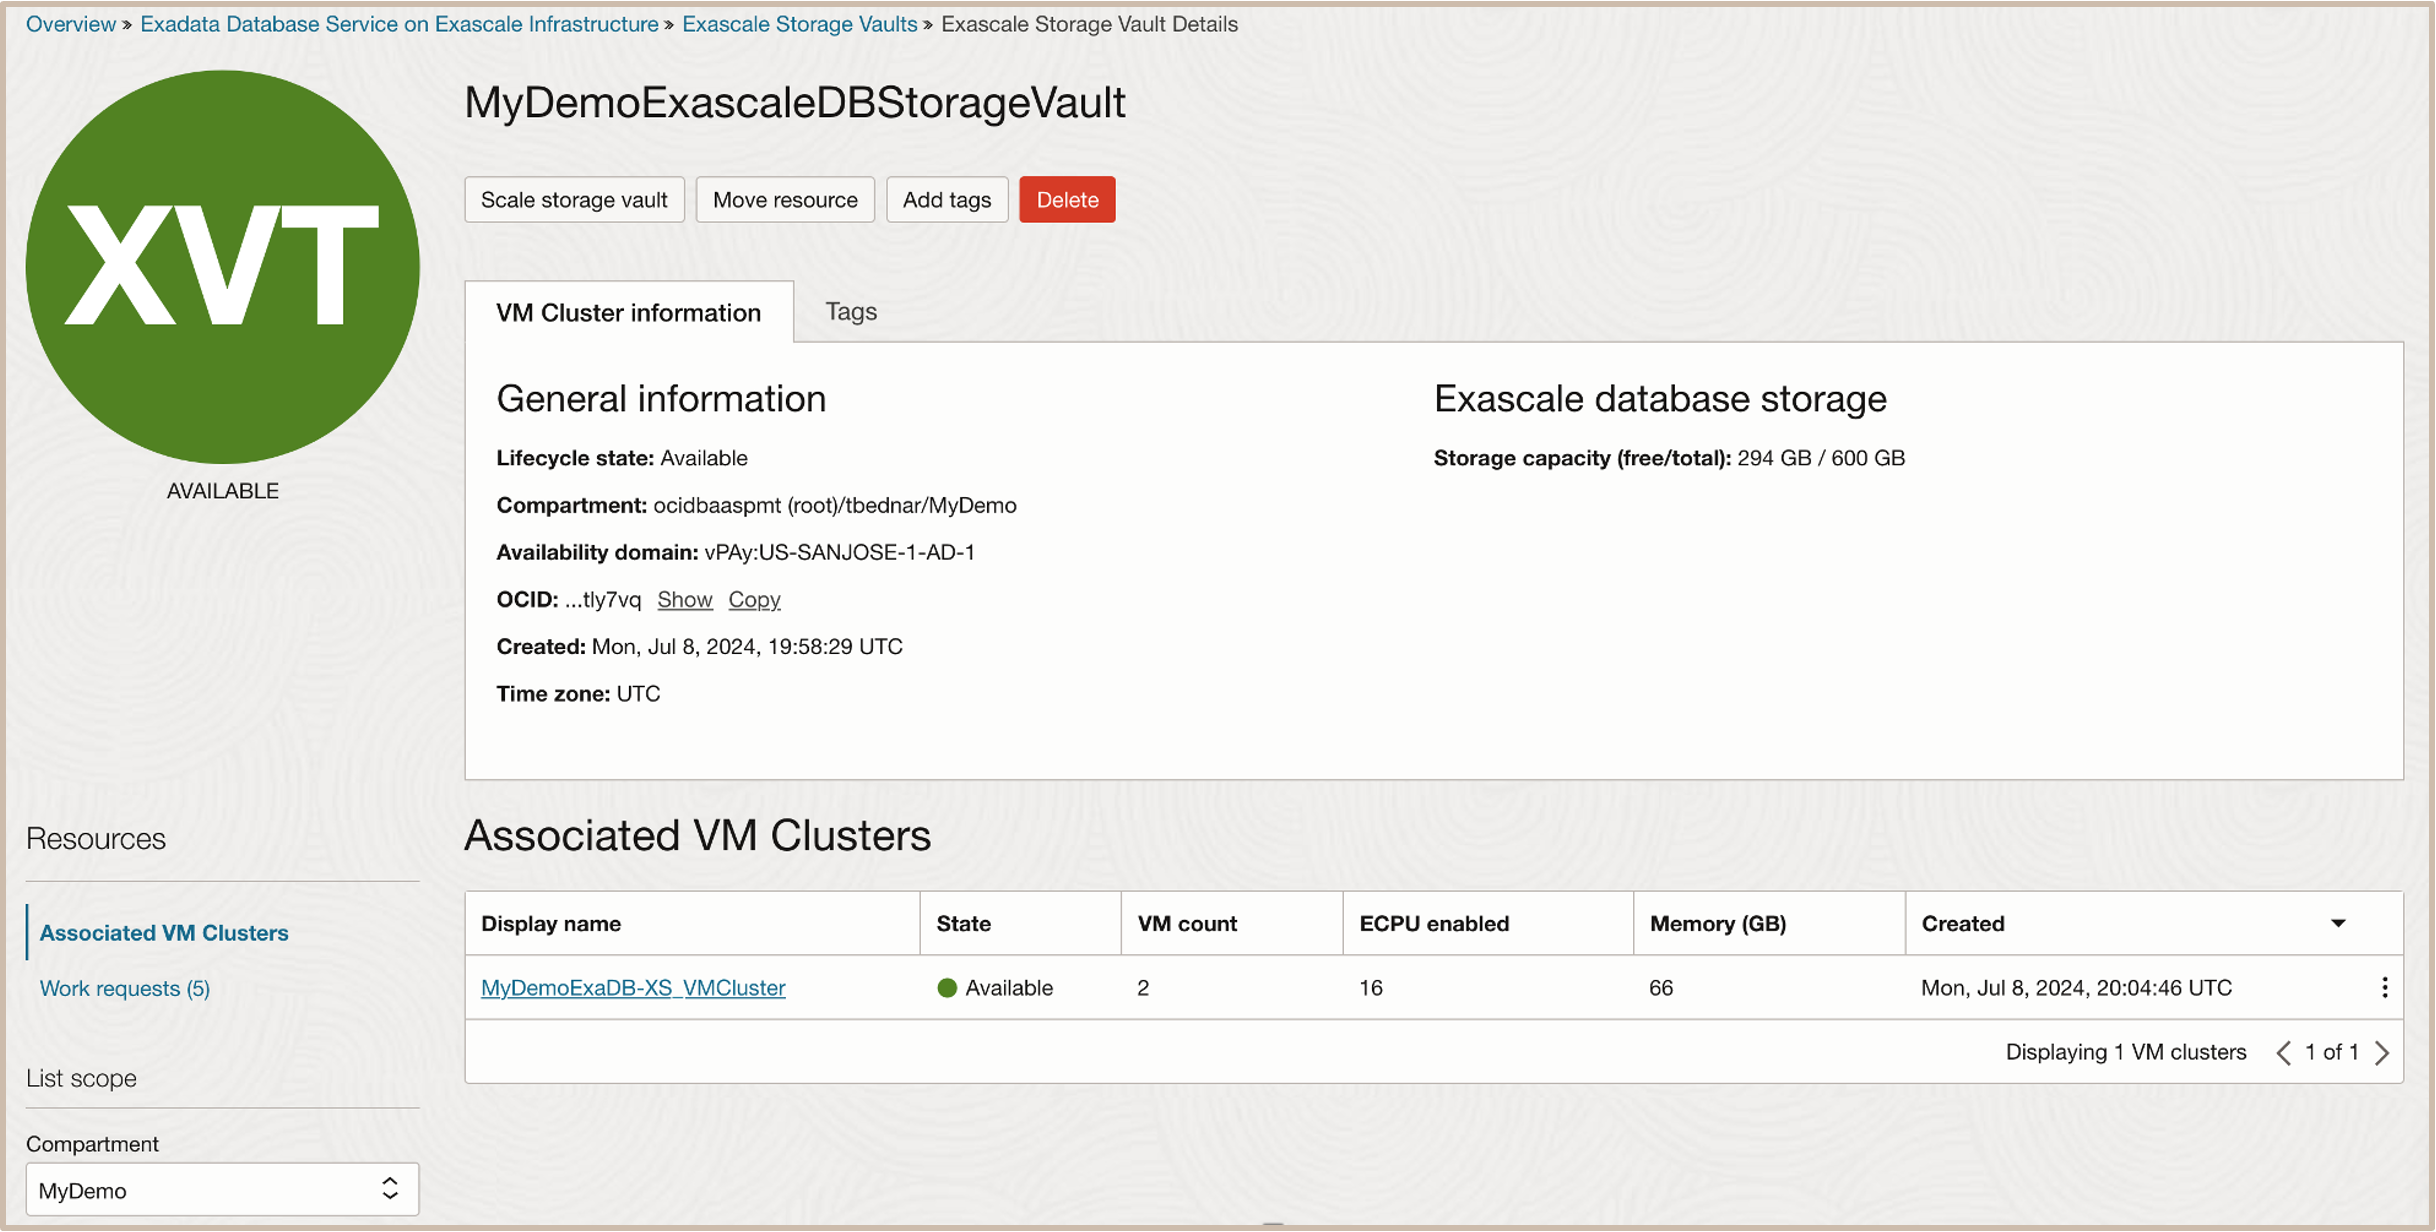 Overview » Exadata Database Service on Exascale Infrastructure » Exascale Storage Vaults » Exascale Storage Vault Details
XVT
AVAILABLE
MyDemoExascaleDBStorageVault
Scale storage vault Move resource Add tags Delete
VM Cluster information Tags
General information
Lifecycle state: Available
Compartment: ocidbaaspmt (root)/tbednar/MyDemo
Availability domain: vPAy:US-SANJOSE-1-AD-1
OCID: ...tly7vq Show Copy
Created: Mon, Jul 8, 2024, 19:58:29 UTC
Time zone: UTC
Exascale database storage
Storage capacity (free/total): 294 GB / 600 GB
Resources
Associated VM Clusters
Work requests (5)
List scope
Compartment
MyDemo
Associated VM Clusters
Display name State VM count ECPU enabled Memory (GB) Created
MyDemoExaDB-XS_VMCluster Available 2 16 66 Mon, Jul 8, 2024, 20:04:46 UTC
Displaying 1 VM clusters < 1 of 1 >